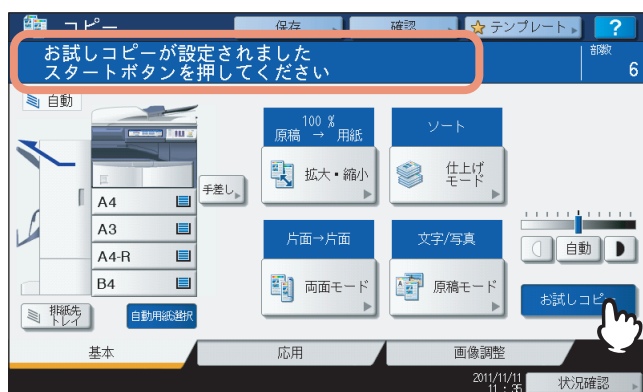 コピー
保存
確認
テンプレート
?
お試しコピーが設定されました
スタートボタンを押してください
部数
6
自動
100 %
原稿 → 用紙
ソート
拡大・縮小
仕上げ
モード
手差し
A4
A3
A4-R
B4
片面→片面
文字/写真
両面モード
原稿モード
自動
お試しコピー
排紙先
トレイ
自動用紙選択
基本
応用
画像調整
2011/11/11
11 : 35
状況確認